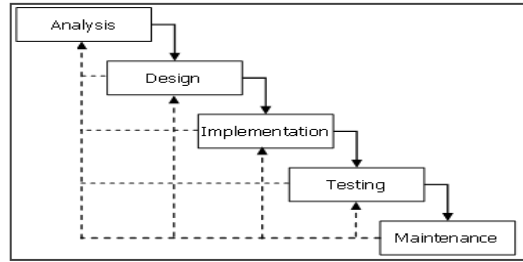 Analysis
Design
Implementation
Testing
Maintenance